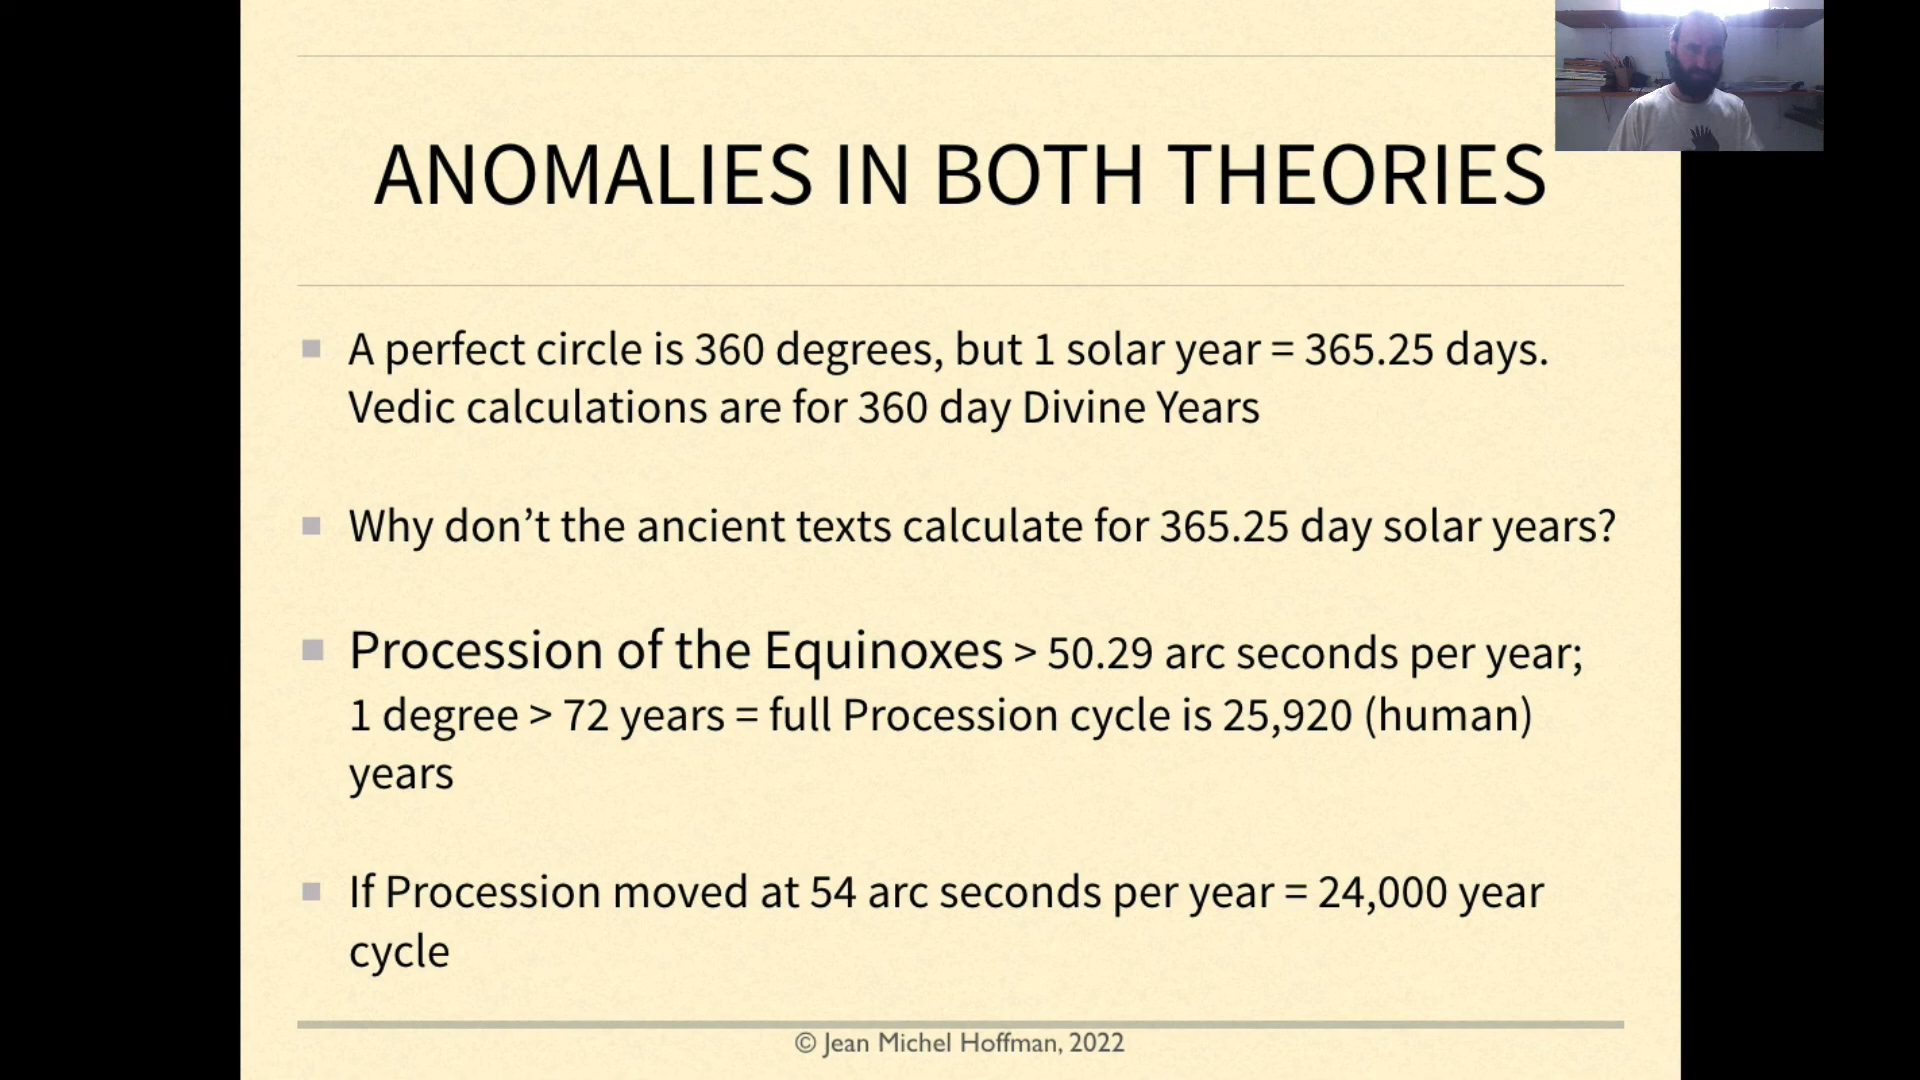 ANOMALIES IN BOTH THEORIES
A perfect circle is 360 degrees, but 1 solar year = 365.25 days.
Vedic calculations are for 360 day Divine Years
Why don’t the ancient texts calculate for 365.25 day solar years?
Procession of the Equinoxes > 50.29 arc seconds per year;
1 degree > 72 years = full Procession cycle is 25,920 (human)
years
If Procession moved at 54 arc seconds per year = 24,000 year
cycle
© Jean Michel Hoffman, 2022